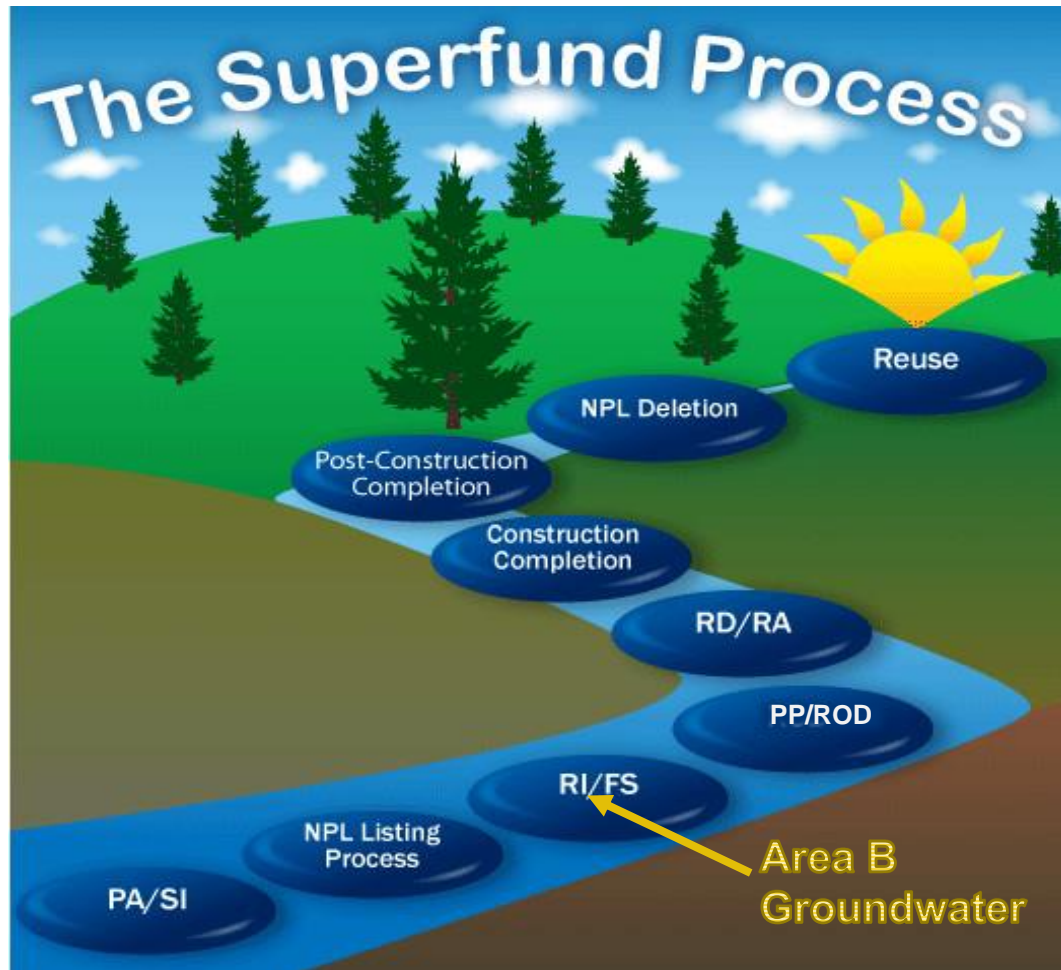 The Superfund Process
Reuse
NPL Deletion
Post-Construction
Completion
Construction
Completion
RD/RA
PP/ROD
RI/FS
NPL Listing
Process
PA/SI
Area B
Groundwater